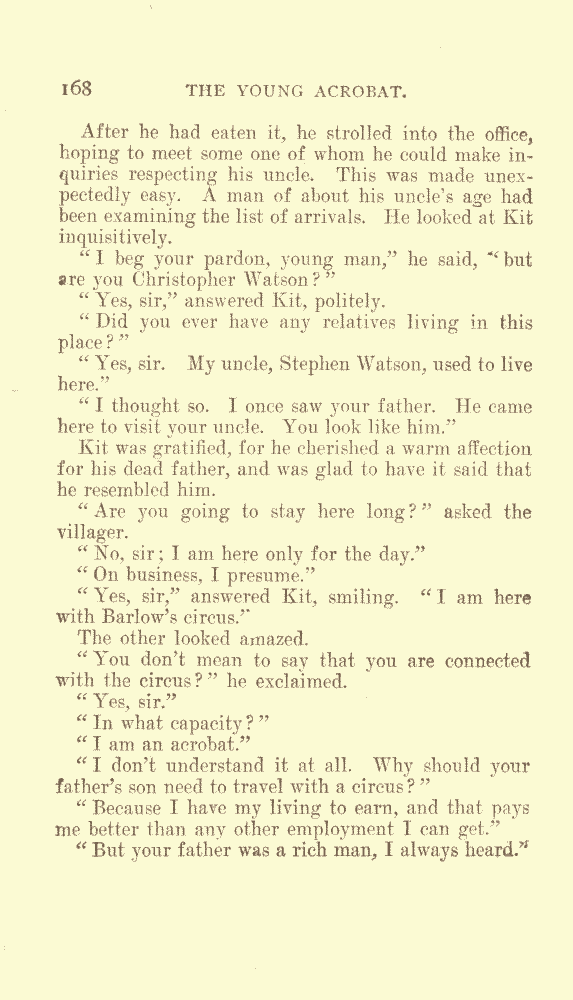 168 THE YOUNG ACROBAT.
After he had eaten it, he strolled into the office,
hoping to meet some one of whom he could make in-
quiries respecting his uncle. This was made unex-
pectedly easy. A man of about his uncle's age had
been examining the list of arrivals. He looked at Kit
inquisitively.
“I beg your pardon, young man,” he said, “but
are you Christopher Watson?”
“Yes, sir,” answered Kit, politely.
“Did you ever have any relatives living in this
place?”
“Yes, sir. My uncle, Stephen Watson, used to live
here.”
“I thought so. I once saw your father. He came
here to visit your uncle. You look like him.”
Kit was gratified, for he cherished a warm affection
for his dead father, and was glad to have it said that
he resembled him.
“Are you going to stay here long?” asked the
villager.
“No, sir; I am here only for the day.”
“On business, I presume.”
“Yes, sir,” answered Kit, smiling. “I am here
with Barlow's circus.”
The other looked amazed.
“You don't mean to say that you are connected
with the circus?” he exclaimed.
“Yes, sir.”
“In what capacity?”
“I am an acrobat.”
“I don't understand it at all. Why should your
father's son need to travel with a circus?”
“Because I have my living to earn, and that pays
me better than any other employment I can get.”
“But your father was a rich man, I always heard.”